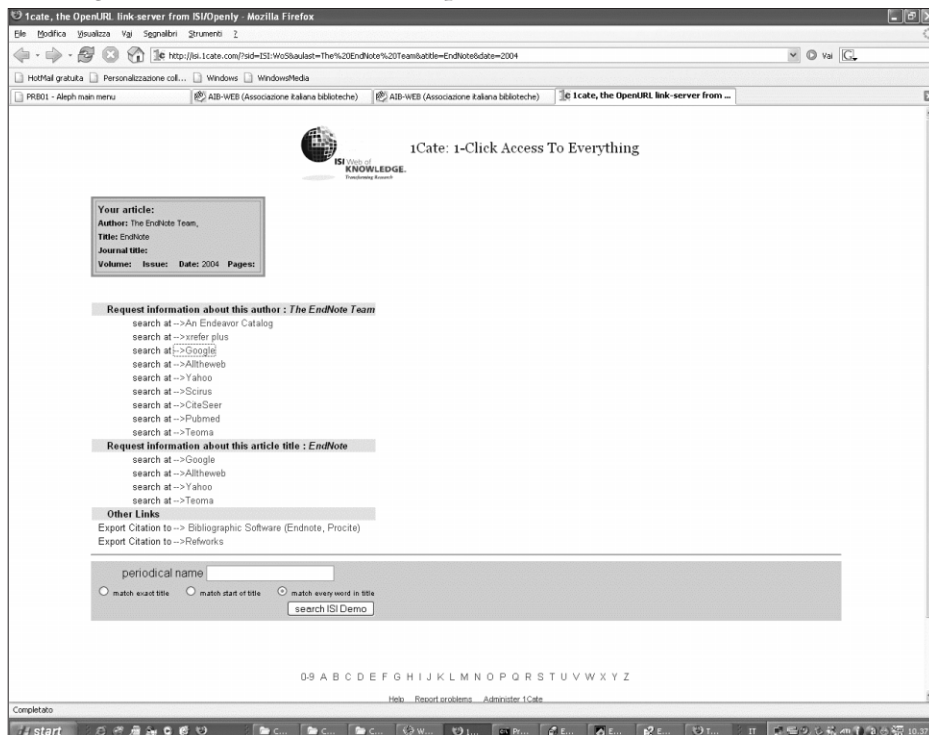 1cate, the OpenURL link-server from ISI/Openly - Mozilla Firefox
File Modifica Visualizza Vai Segnalibri Strumenti ?
http://isi.1cate.com/?sid=ISI:WoS&aulast=The%20EndNote%20Team&atitle=EndNote&date=2004 Vai
HotMail gratuita Personalizzazione coll... Windows WindowsMedia
PRB01 - Aleph main menu AIB-WEB (Associazione italiana biblioteche) AIB-WEB (Associazione italiana biblioteche) 1cate, the OpenURL link-server from ...
ISI Web of KNOWLEDGE.
Transforming Research
1Cate: 1-Click Access To Everything
Your article:
Author: The EndNote Team,
Title: EndNote
Journal title:
Volume: Issue: Date: 2004 Pages:
Request information about this author : The EndNote Team
search at -->An Endeavor Catalog
search at -->xrefer plus
search at -->Google
search at -->Alltheweb
search at -->Yahoo
search at -->Scirus
search at -->CiteSeer
search at -->Pubmed
search at -->Teoma
Request information about this article title : EndNote
search at -->Google
search at -->Alltheweb
search at -->Yahoo
search at -->Teoma
Other Links
Export Citation to --> Bibliographic Software (Endnote, Procite)
Export Citation to -->Refworks
periodical name
match exact title match start of title match every word in title
search ISI Demo
0-9 A B C D E F G H I J K L M N O P Q R S T U V W X Y Z
Help Report problems Administer 1Cate
Completato
start C... C... C... W... 1... Pr... E... E... E... T... IT 10.37